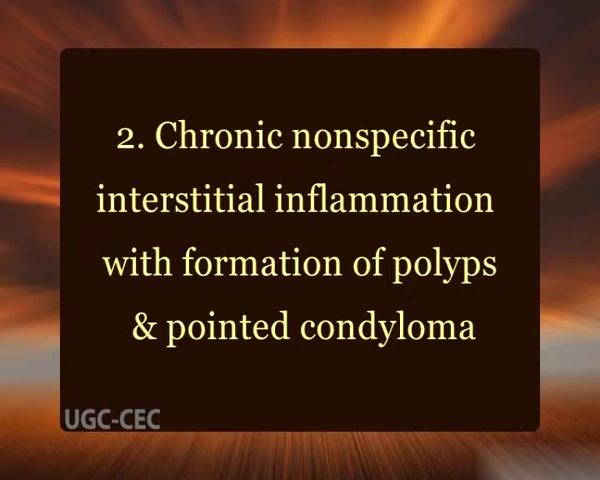 2. Chronic nonspecific
interstitial inflammation
with formation of polyps
& pointed condyloma
UGC-CEC